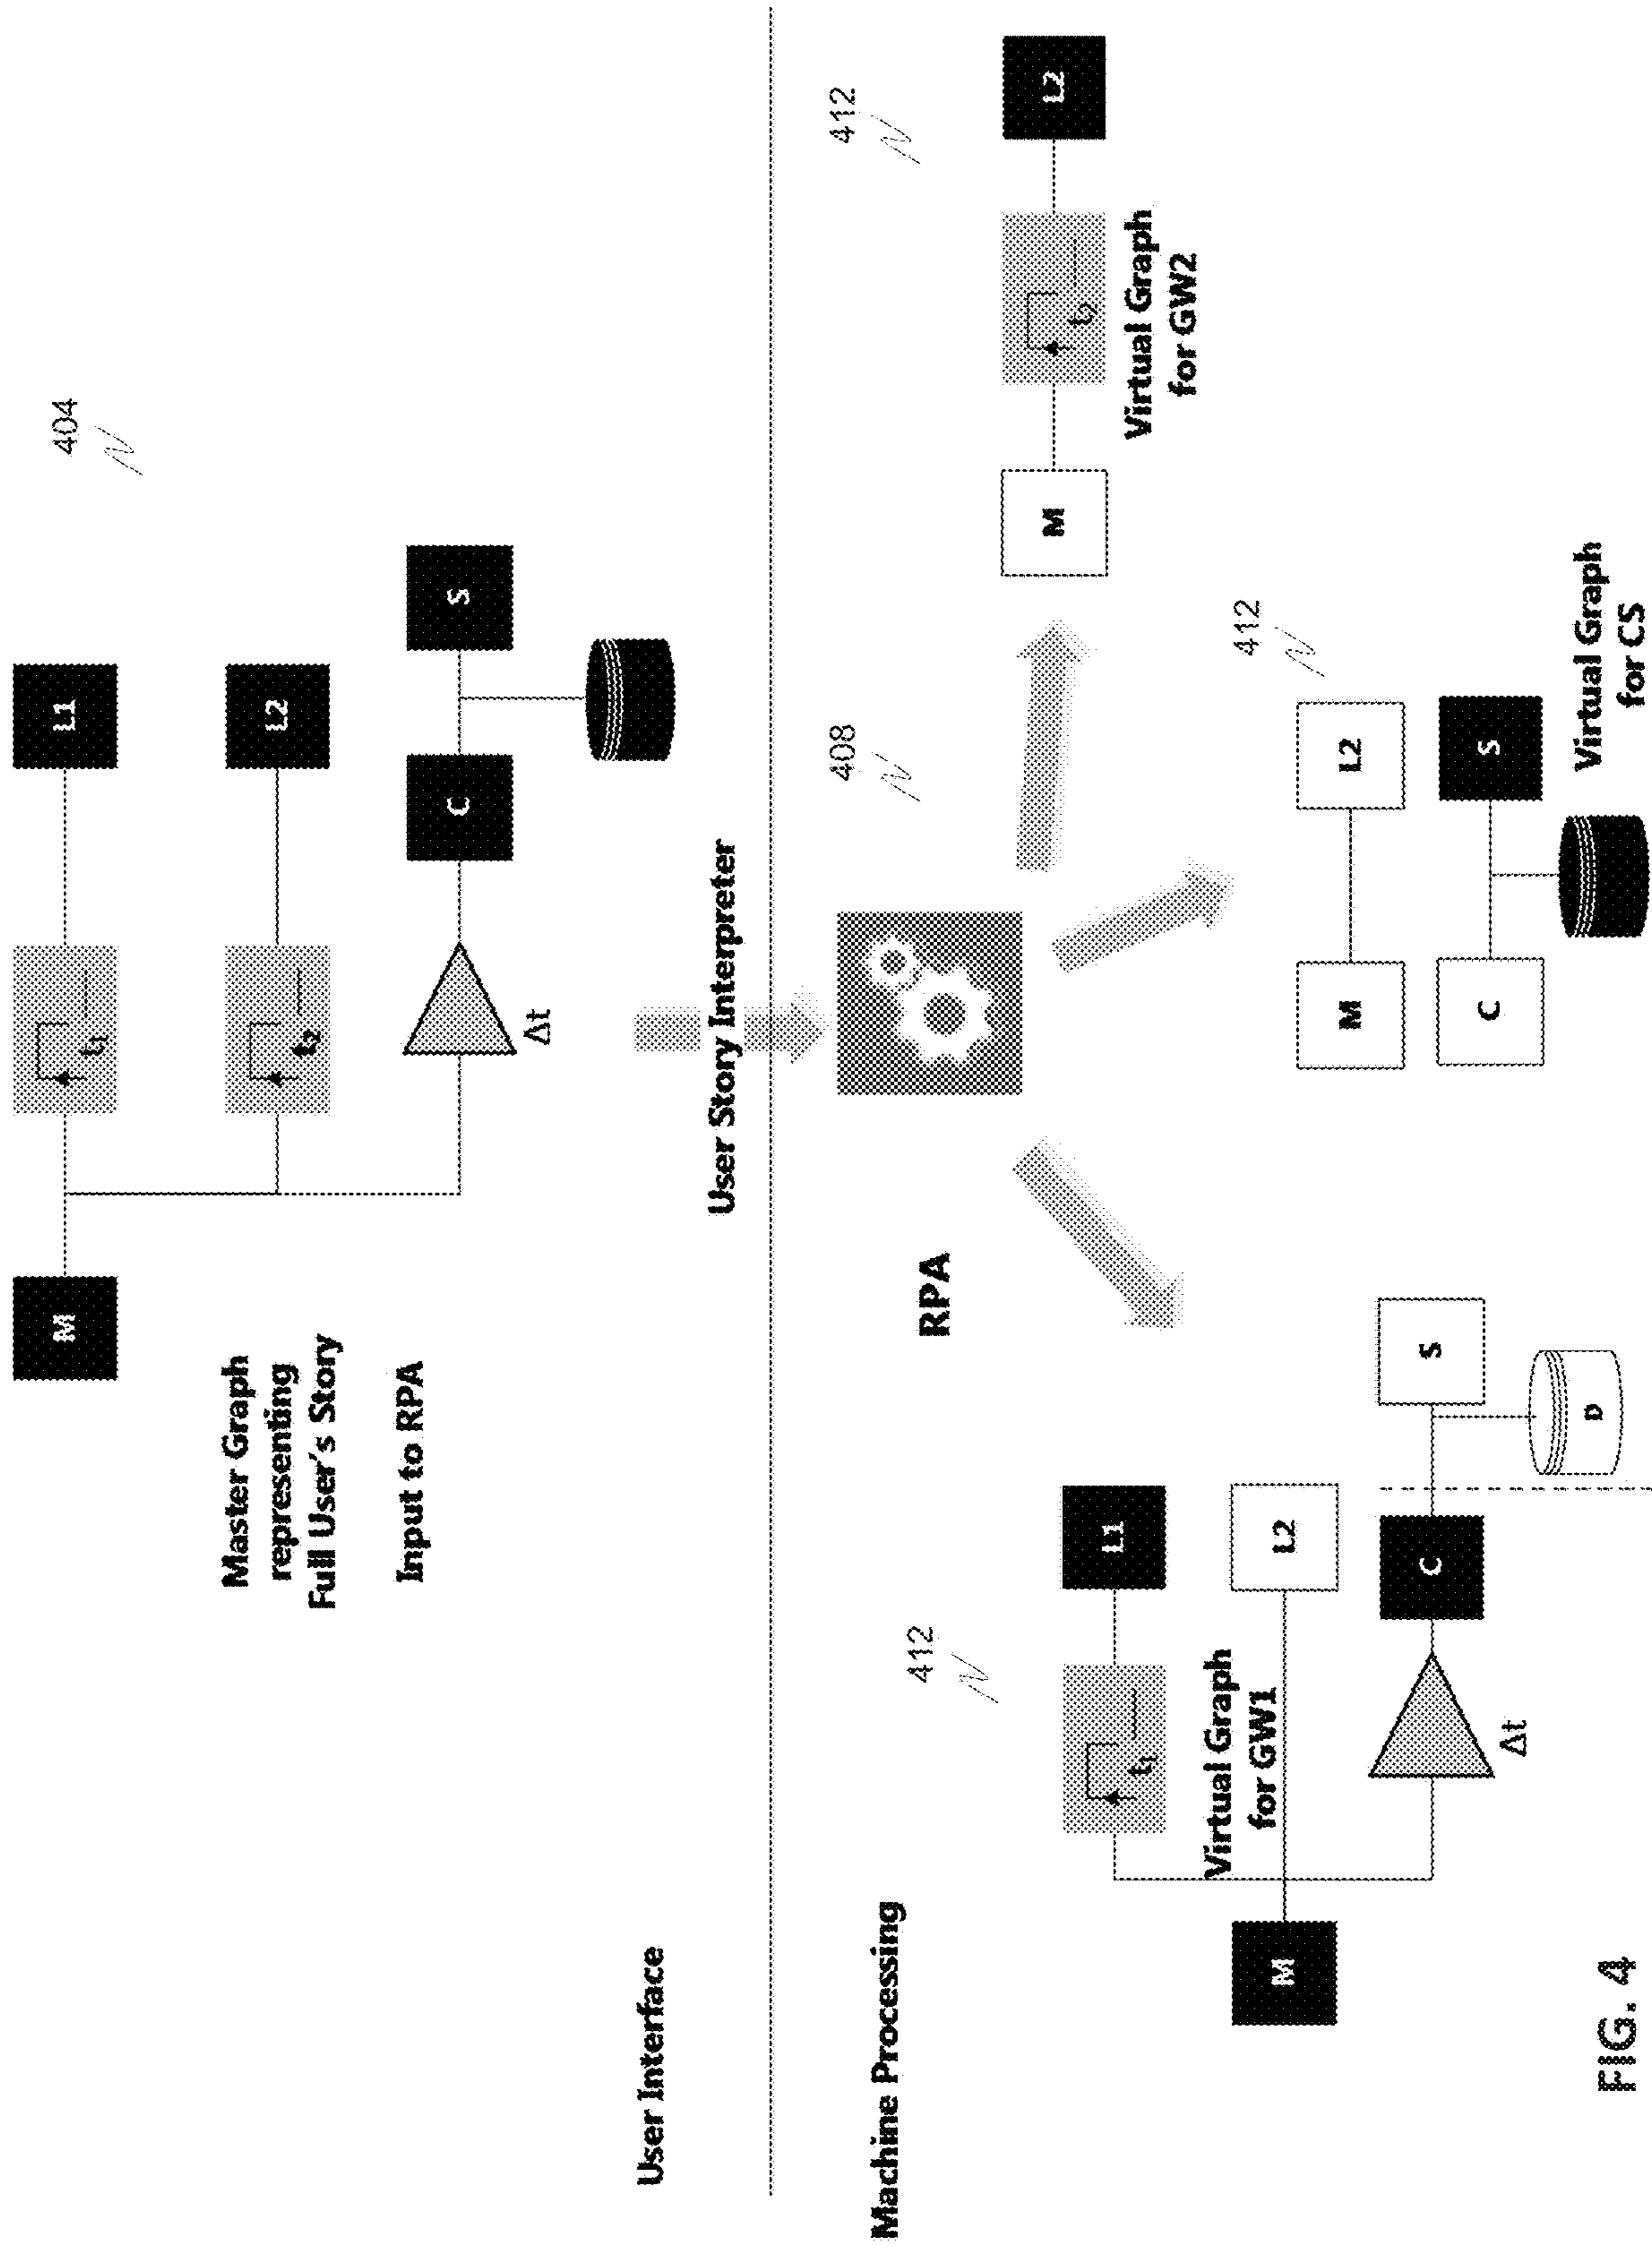 404
M
t₁
L1
t₂
L2
Δt
C
S
Master Graph
representing
Full User's Story
Input to RPA
User Interface
User Story Interpreter
Machine Processing
RPA
408
412
M
t₁
L1
Virtual Graph
for GW1
L2
Δt
C
S
D
412
M
L2
C
S
Virtual Graph
for CS
412
M
t₂
L2
Virtual Graph
for GW2
FIG. 4